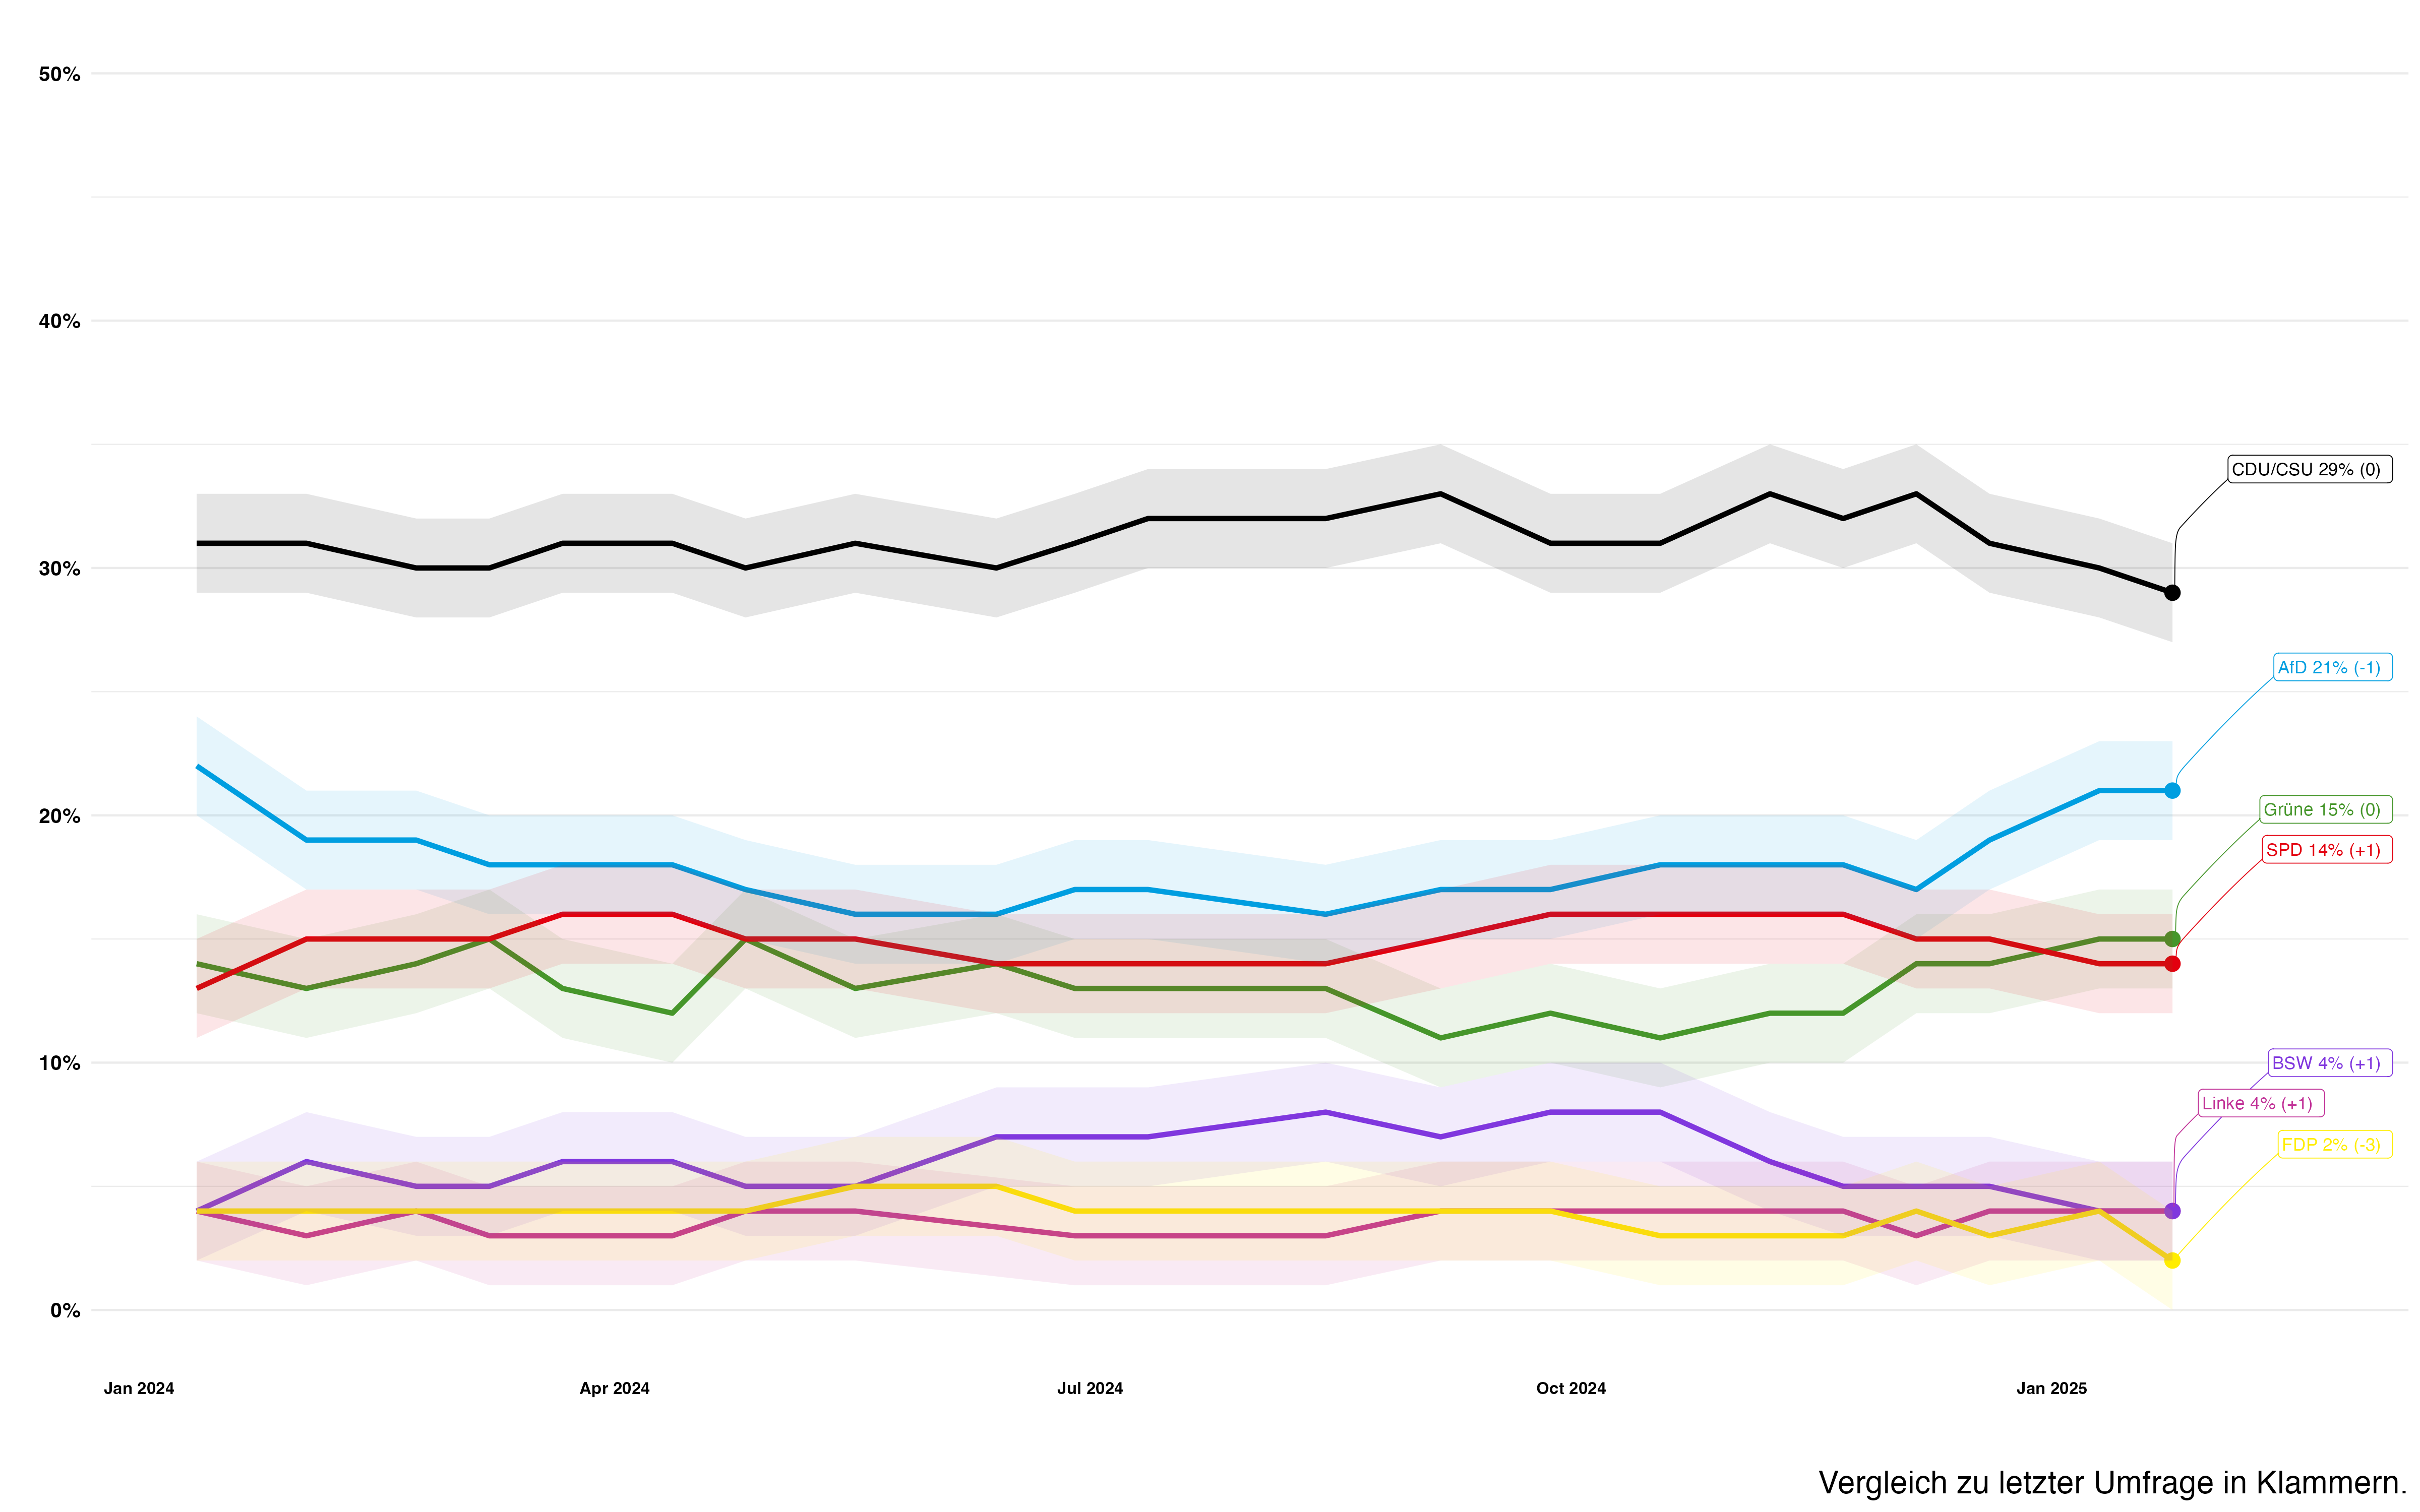 50%
40%
30%
20%
10%
0%
CDU/CSU 29% (0)
AfD 21% (-1)
Grüne 15% (0)
SPD 14% (+1)
BSW 4% (+1)
Linke 4% (+1)
FDP 2% (-3)
Jan 2024
Apr 2024
Jul 2024
Oct 2024
Jan 2025
Vergleich zu letzter Umfrage in Klammern.